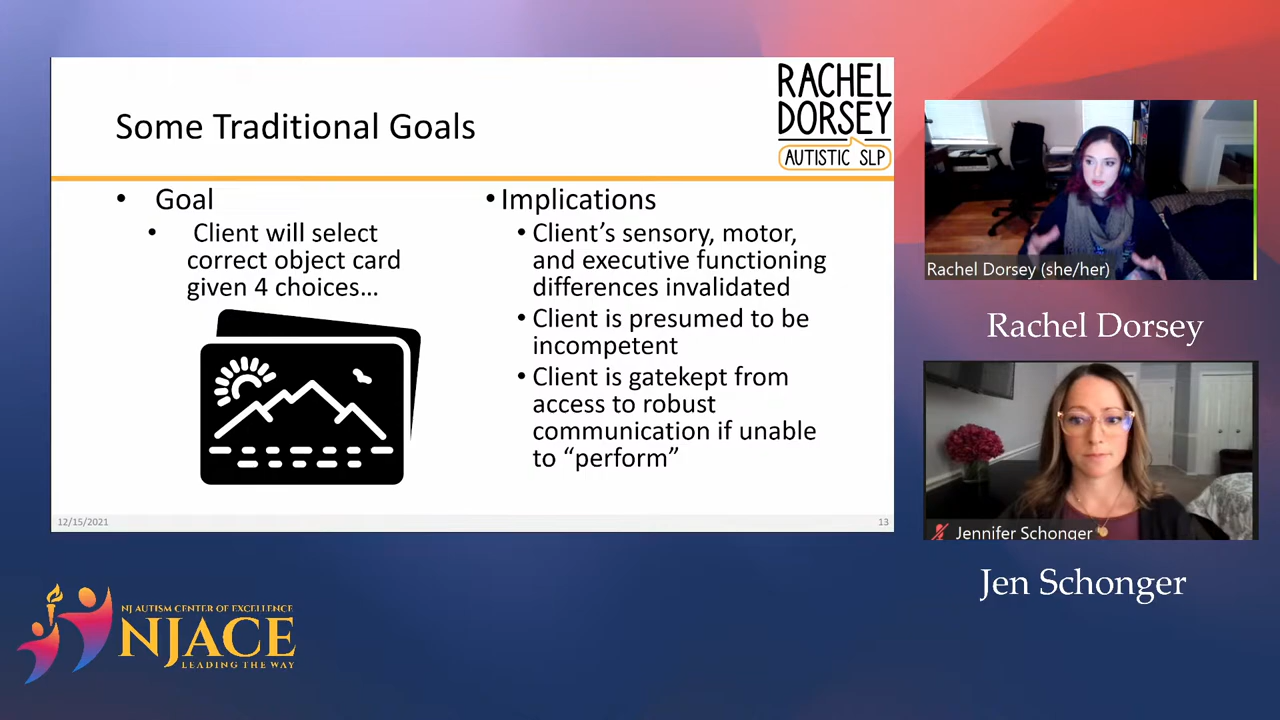 RACHEL
DORSEY
AUTISTIC SLP
Some Traditional Goals
• Goal
• Client will select
correct object card
given 4 choices…
• Implications
• Client’s sensory, motor,
and executive functioning
differences invalidated
• Client is presumed to be
incompetent
• Client is gatekept from
access to robust
communication if unable
to “perform”
12/15/2021
13
Rachel Dorsey (she/her)
Rachel Dorsey
Jennifer Schonger
Jen Schonger
NJ AUTISM CENTER OF EXCELLENCE
NJACE
LEADING THE WAY